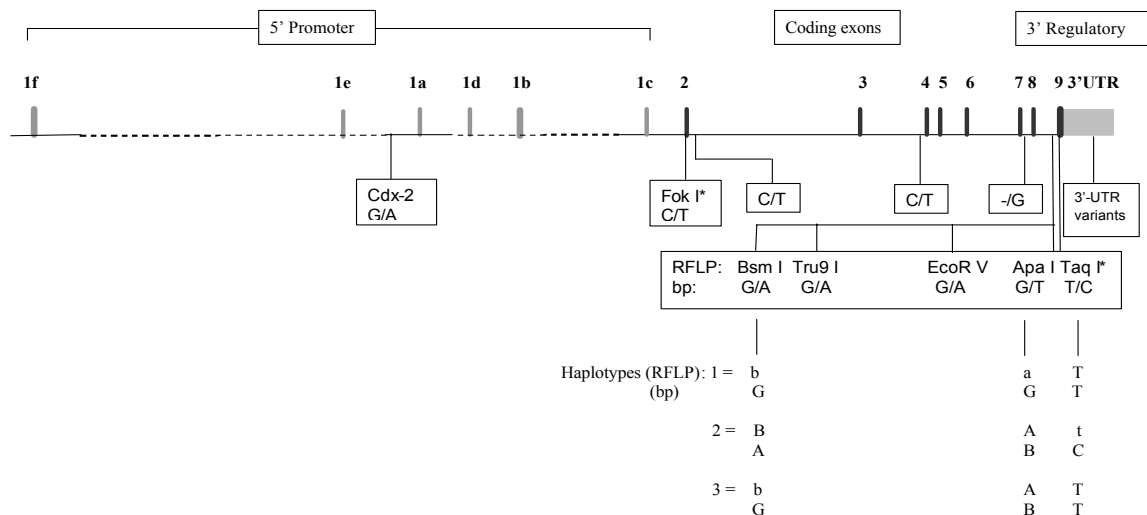 5’ Promoter Coding exons 3’ Regulatory
1f 1e 1a 1d 1b 1c 2 3 4 5 6 7 8 9 3’UTR
Cdx-2
G/A
Fok I*
C/T
C/T
C/T
-/G
3’-UTR
variants
RFLP: Bsm I Tru9 I EcoR V Apa I Taq I*
bp: G/A G/A G/A G/T T/C
Haplotypes (RFLP): 1 = b a T
(bp) G G T
2 = B A t
A B C
3 = b A T
G B T